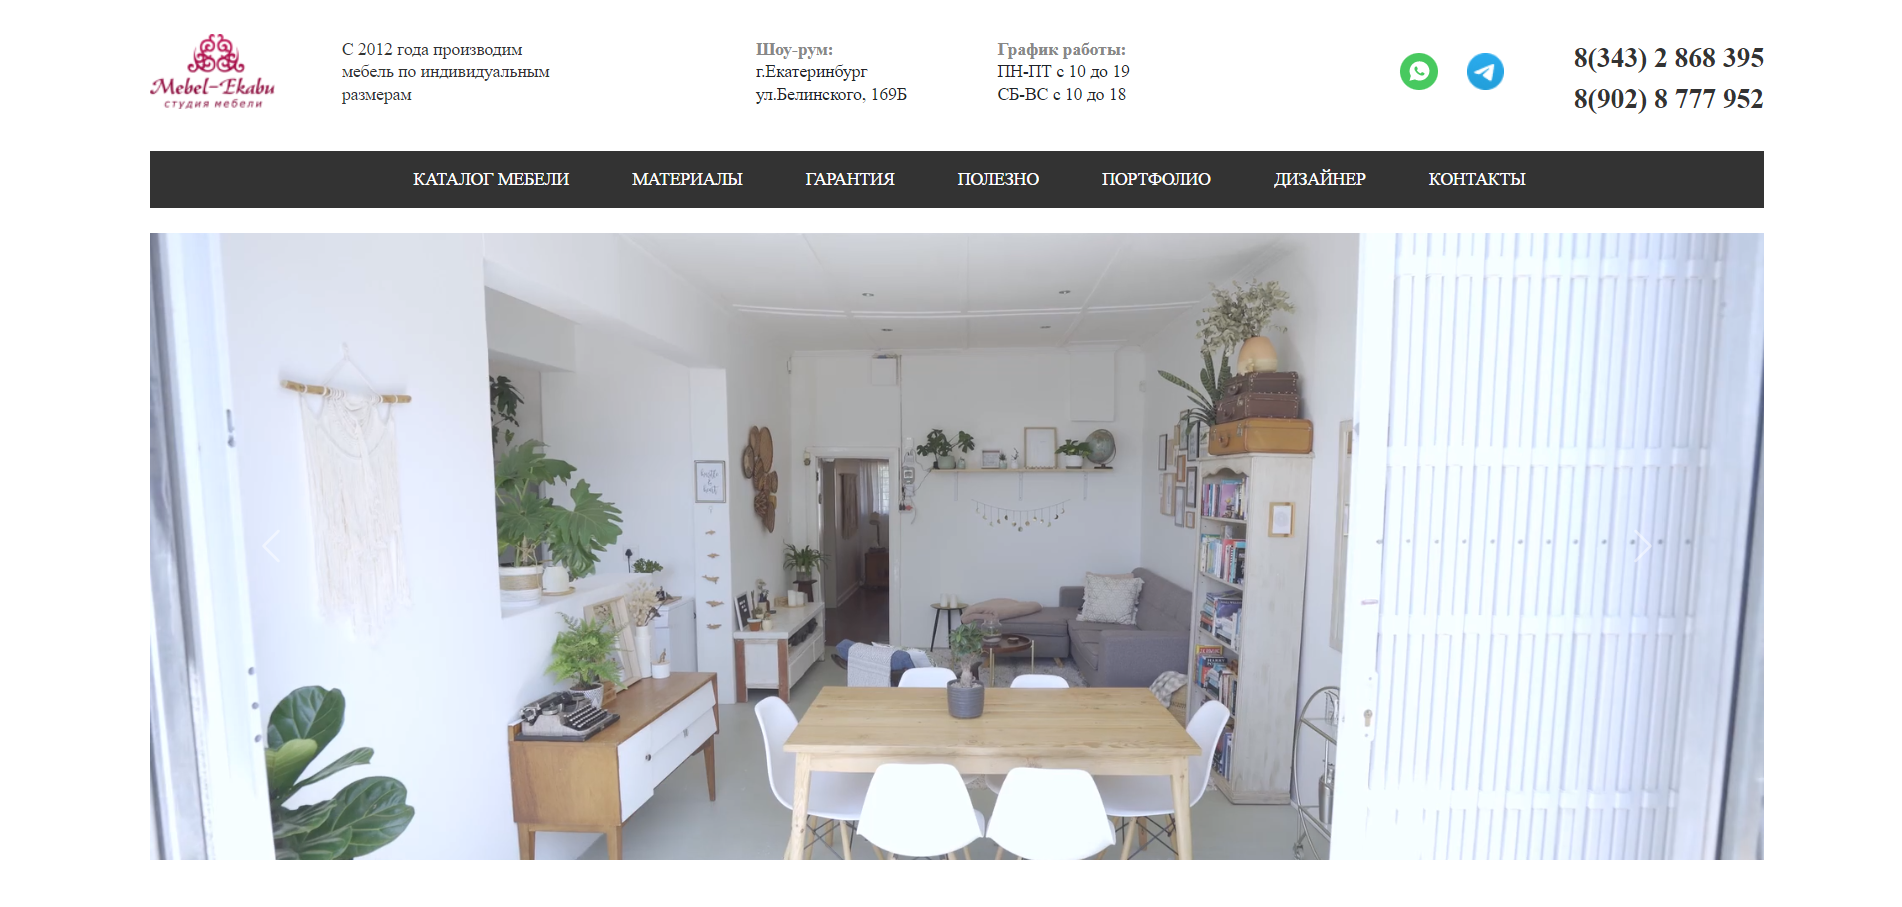 Mebel-Ekabu
студия мебели
С 2012 года производим
мебель по индивидуальным
размерам
Шоу-рум:
г.Екатеринбург
ул.Белинского, 169Б
График работы:
ПН-ПТ с 10 до 19
СБ-ВС с 10 до 18
8(343) 2 868 395
8(902) 8 777 952
КАТАЛОГ МЕБЕЛИ
МАТЕРИАЛЫ
ГАРАНТИЯ
ПОЛЕЗНО
ПОРТФОЛИО
ДИЗАЙНЕР
КОНТАКТЫ